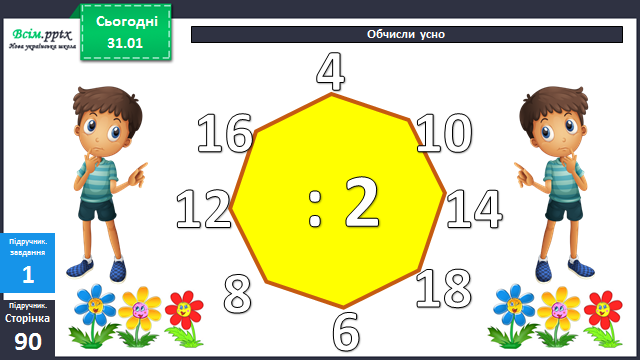 Всім.pptx
Нова українська школа
Сьогодні
31.01
Обчисли усно
4
16
10
12
: 2
14
8
18
6
Підручник.
завдання
1
Підручник.
Сторінка
90